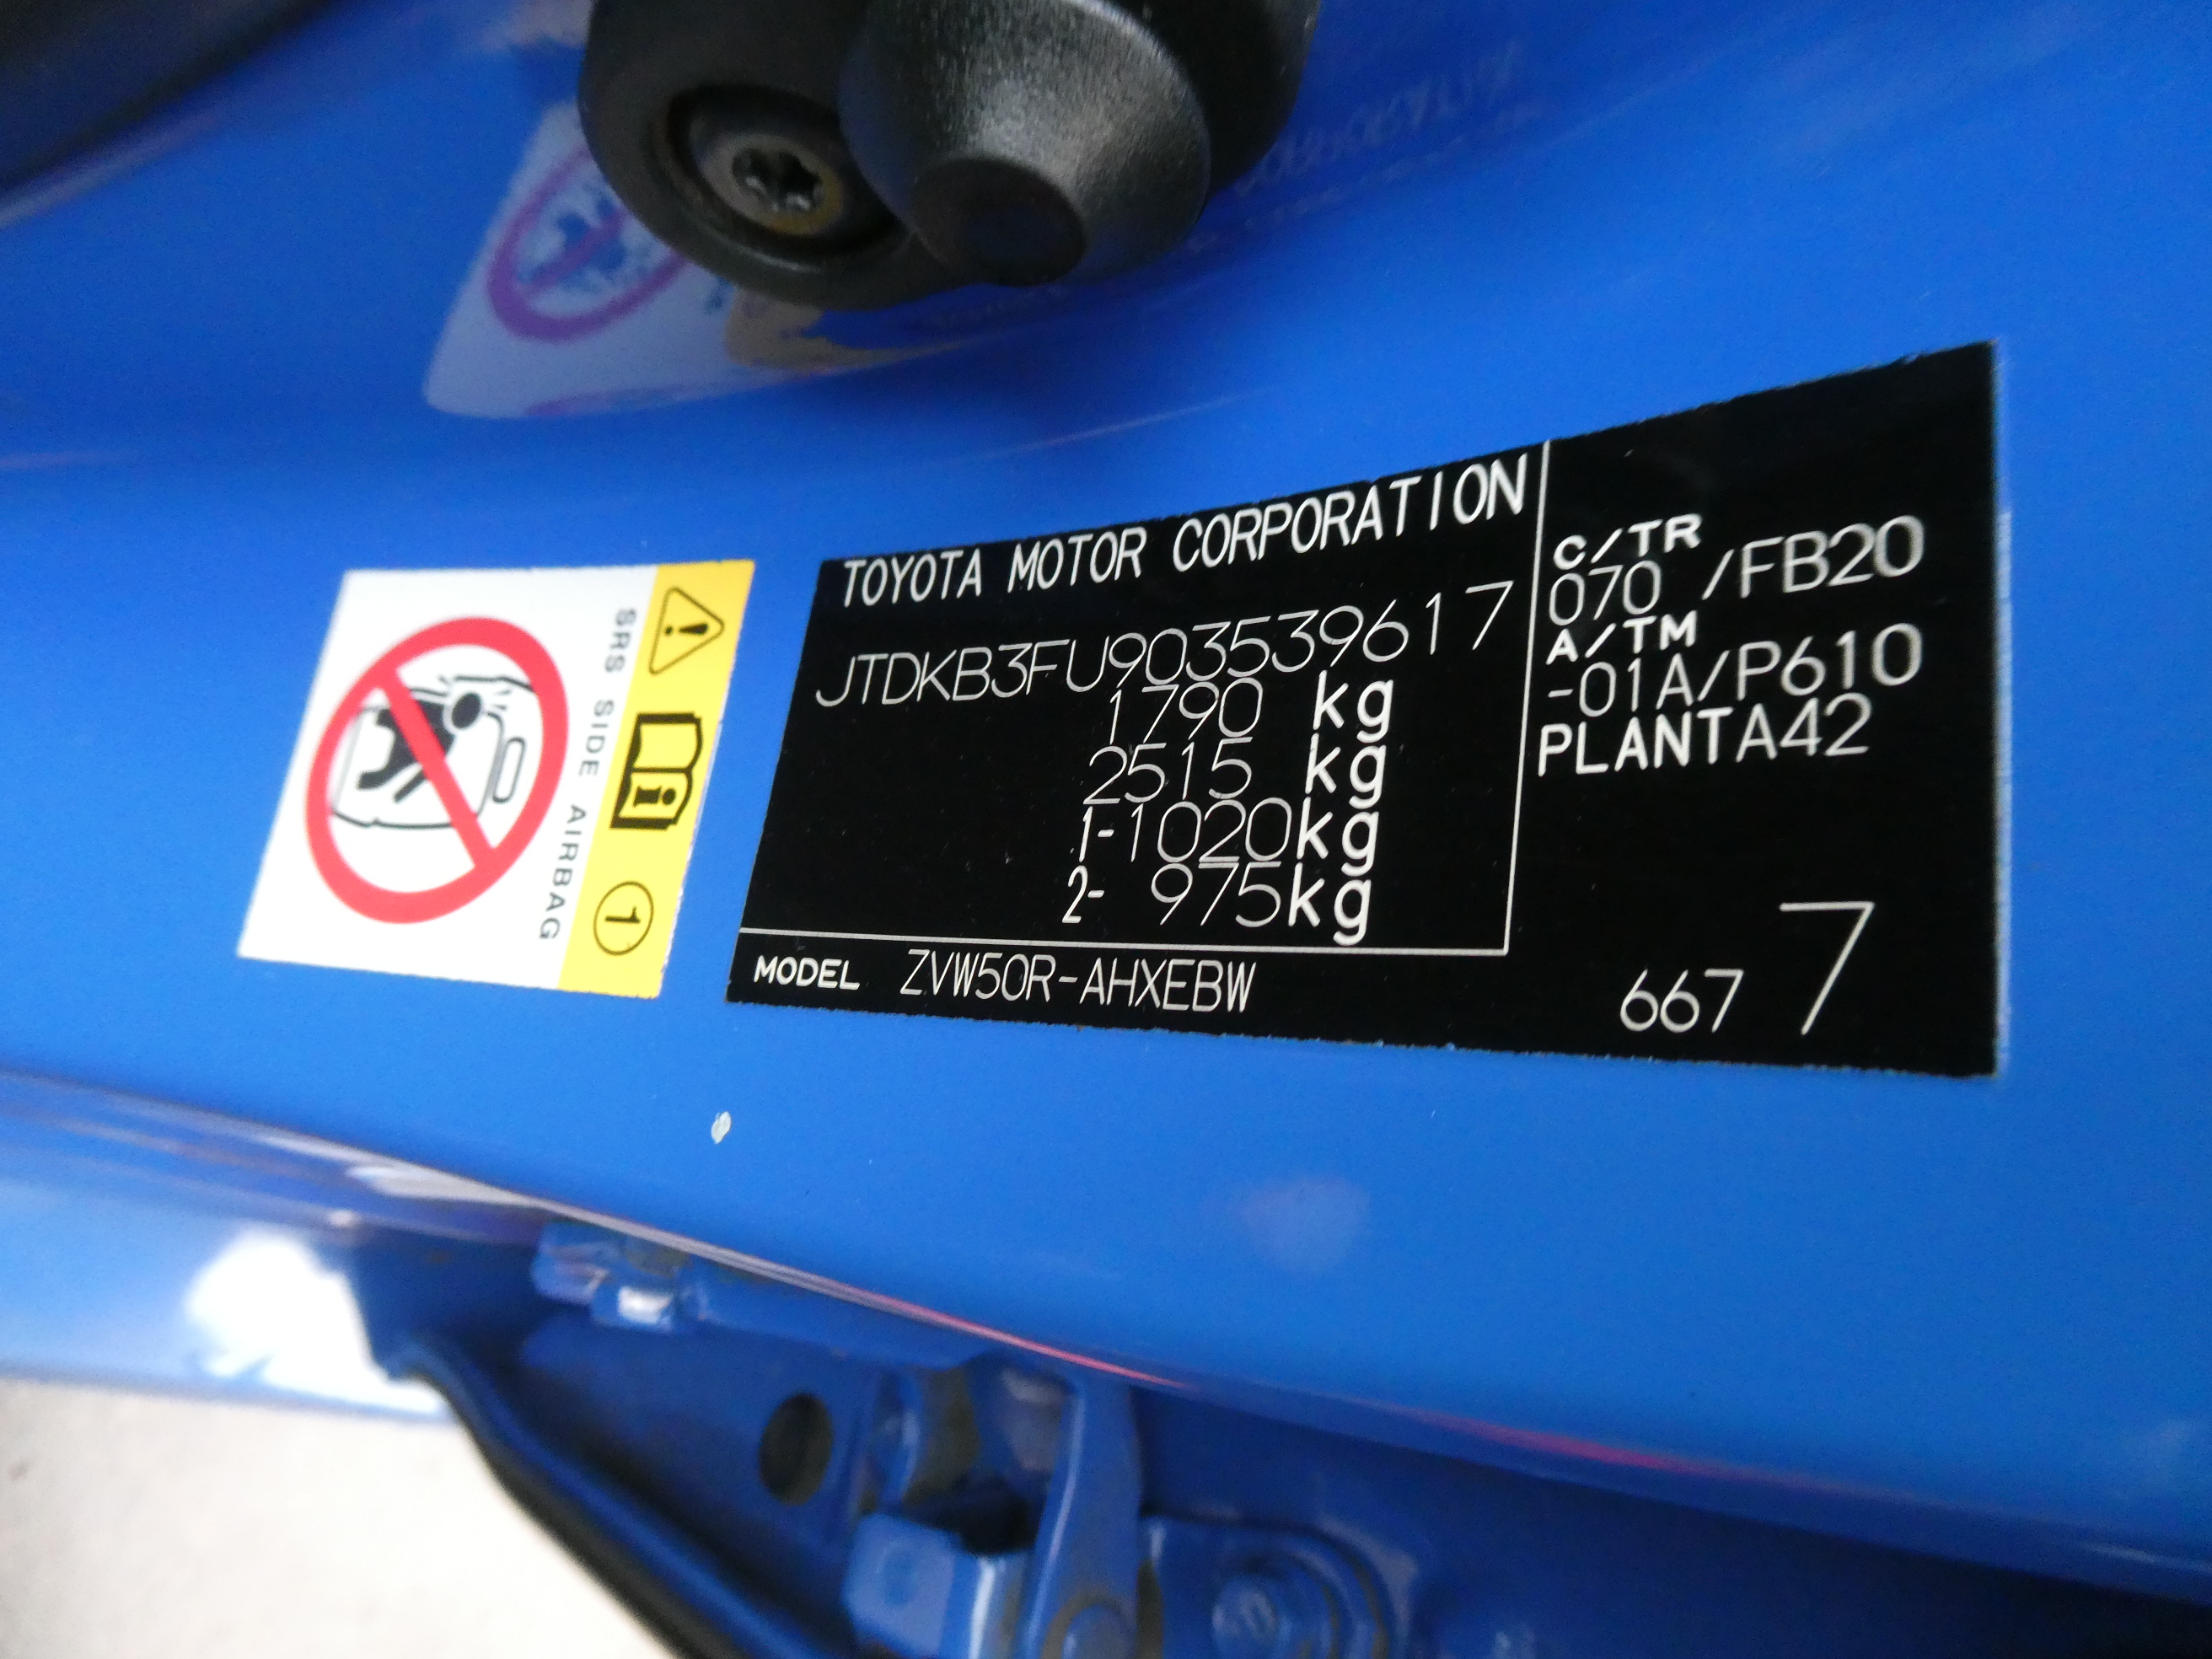 SRS SIDE AIRBAG
1
TOYOTA MOTOR CORPORATION
JTDKB3FU903539617
1790 kg
2515 kg
1-1020kg
2- 975kg
MODEL ZVW50R-AHXEBW
C/TR
070 /FB20
A/TM
-01A/P610
PLANTA42
667 7